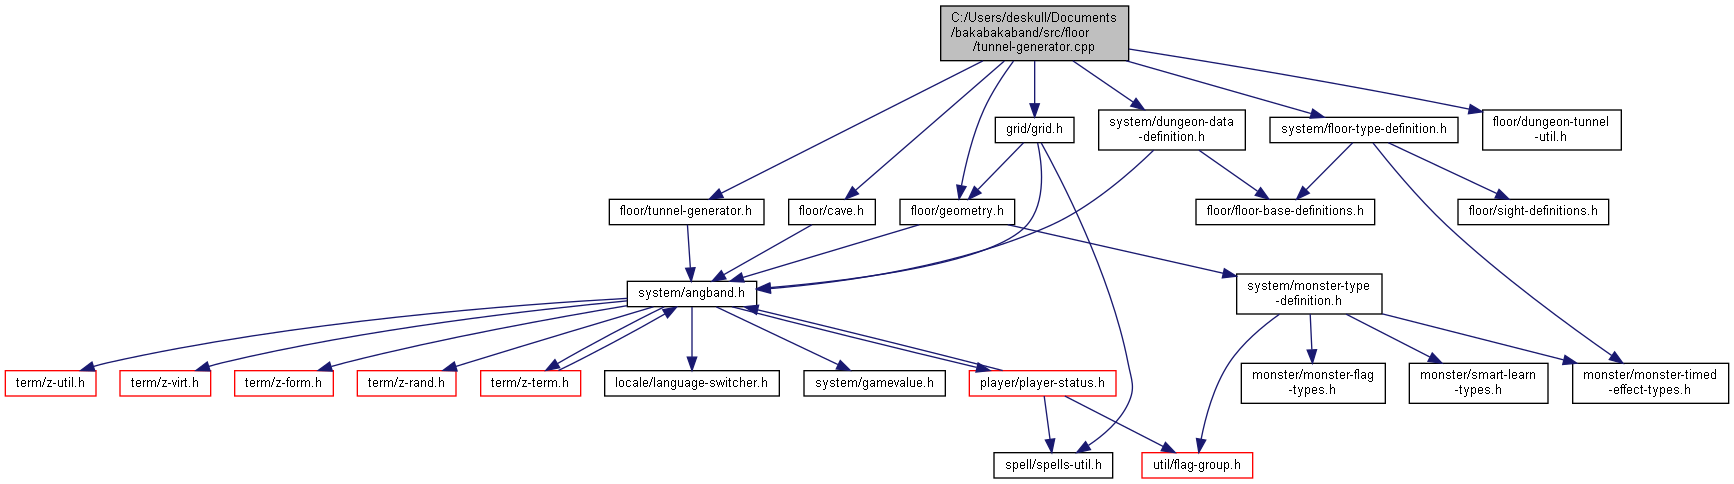 C:/Users/deskull/Documents
/bakabakaband/src/floor
/tunnel-generator.cpp
system/dungeon-data
-definition.h
floor/dungeon-tunnel
-util.h
grid/grid.h
system/floor-type-definition.h
floor/tunnel-generator.h
floor/cave.h
floor/geometry.h
floor/floor-base-definitions.h
floor/sight-definitions.h
system/angband.h
system/monster-type
-definition.h
term/z-util.h
term/z-virt.h
term/z-form.h
term/z-rand.h
term/z-term.h
locale/language-switcher.h
system/gamevalue.h
player/player-status.h
monster/monster-flag
-types.h
monster/smart-learn
-types.h
monster/monster-timed
-effect-types.h
spell/spells-util.h
util/flag-group.h